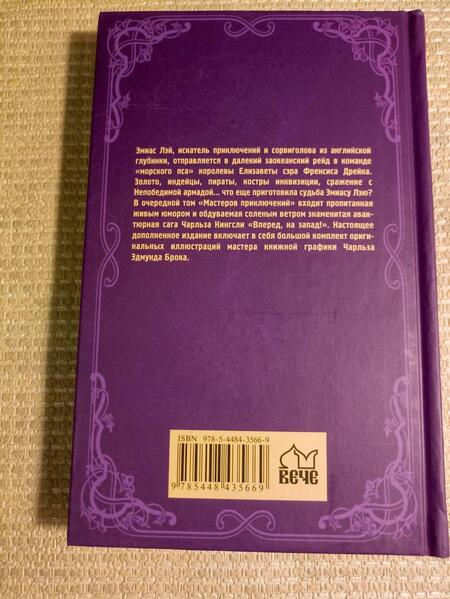 Эмиас Лэй, искатель приключений и сорвиголова из английской
глубинки, отправляется в далекий заокеанский рейд в команде
«морского пса» королевы Елизаветы сэра Френсиса Дрейка.
Золото, индейцы, пираты, костры инквизиции, сражение с
Непобедимой армадой... что еще приготовила судьба Эмиасу Лэю?
В очередной том «Мастеров приключений» входит пропитанная
живым юмором и обдуваемая соленым ветром знаменитая аван-
тюрная сага Чарльза Кингсли «Вперед, на запад!». Настоящее
дополненное издание включает в себя большой комплект ориги-
нальных иллюстраций мастера книжной графики Чарльза
Эдмунда Брока.
ISBN 978-5-4484-3566-9
9 785448 435669
ВЕЧЕ